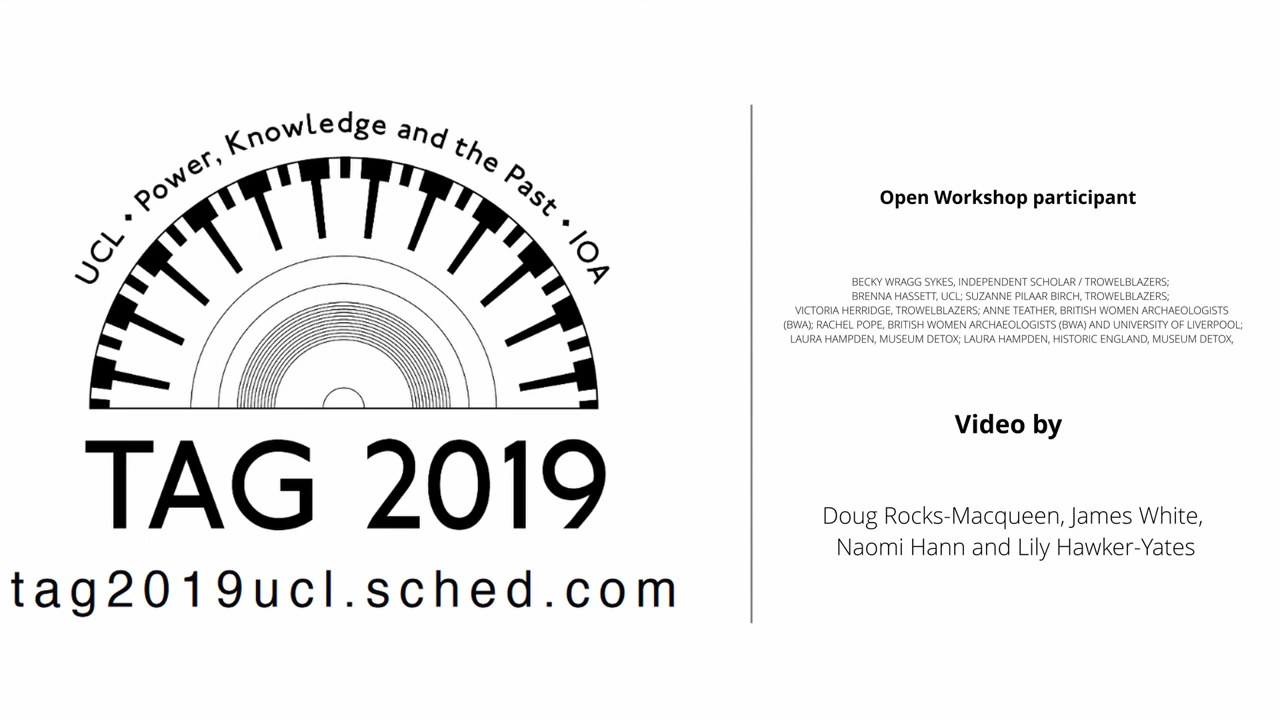 UCL • Power, Knowledge and the Past • IOA
TAG 2019
tag2019ucl.sched.com
Open Workshop participant
BECKY WRAGG SYKES, INDEPENDENT SCHOLAR / TROWELBLAZERS;
BRENNA HASSETT, UCL; SUZANNE PILAAR BIRCH, TROWELBLAZERS;
VICTORIA HERRIDGE, TROWELBLAZERS; ANNE TEATHER, BRITISH WOMEN ARCHAEOLOGISTS
(BWA); RACHEL POPE, BRITISH WOMEN ARCHAEOLOGISTS (BWA) AND UNIVERSITY OF LIVERPOOL;
LAURA HAMPDEN, MUSEUM DETOX; LAURA HAMPDEN, HISTORIC ENGLAND, MUSEUM DETOX,
Video by
Doug Rocks-Macqueen, James White,
Naomi Hann and Lily Hawker-Yates